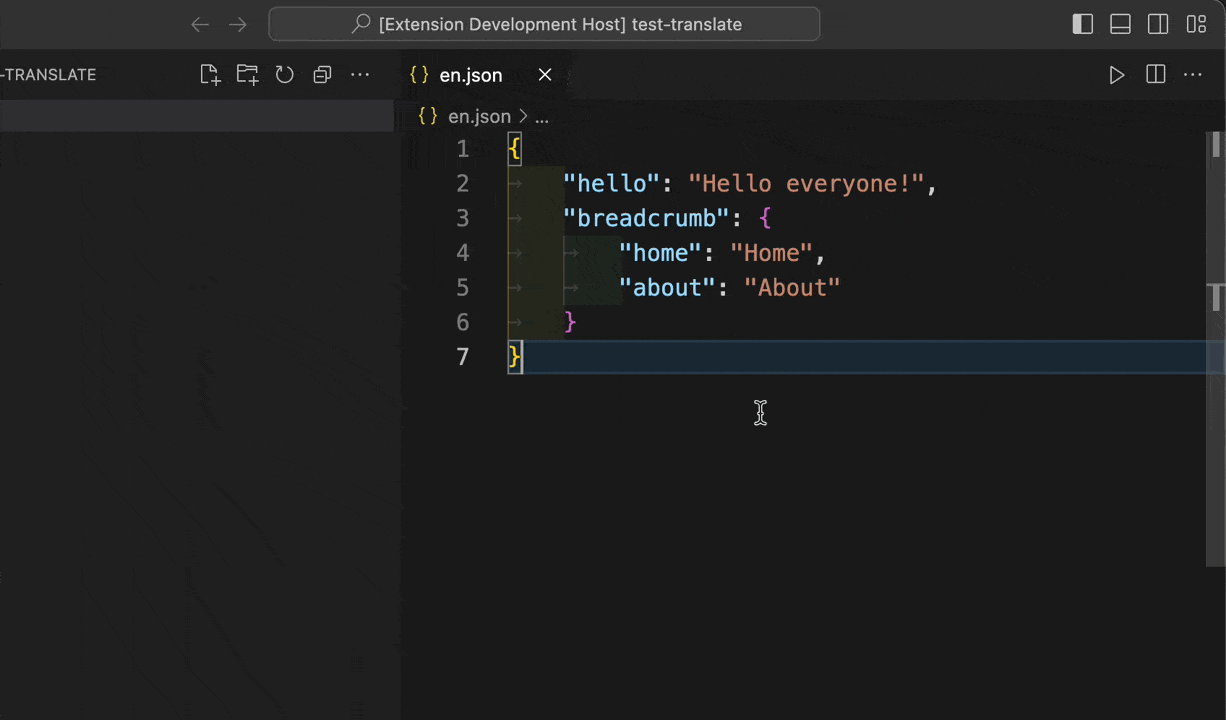 [Extension Development Host] test-translate
-TRANSLATE
{} en.json
{} en.json > ...
1 {
2 "hello": "Hello everyone!",
3 "breadcrumb": {
4 "home": "Home",
5 "about": "About"
6 }
7 }